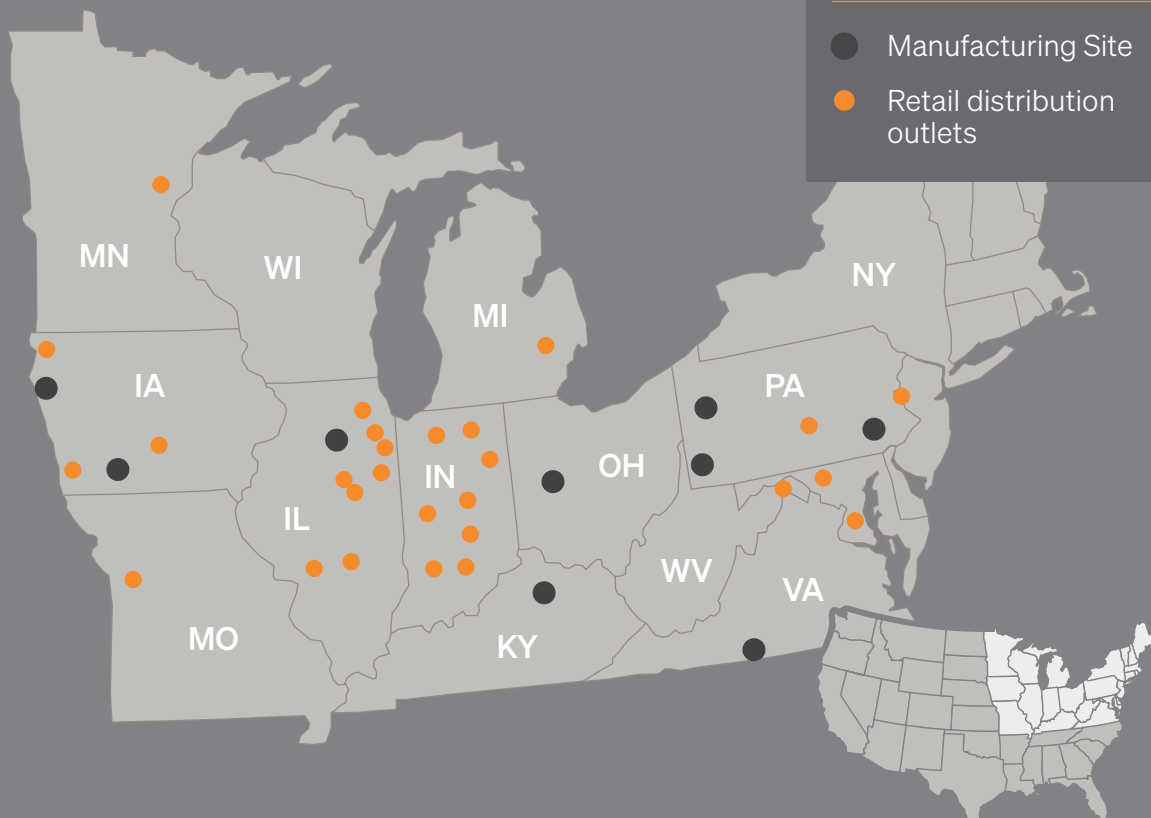 Manufacturing Site
Retail distribution
outlets
MN
WI
MI
NY
IA
PA
IN
OH
IL
WV
VA
MO
KY